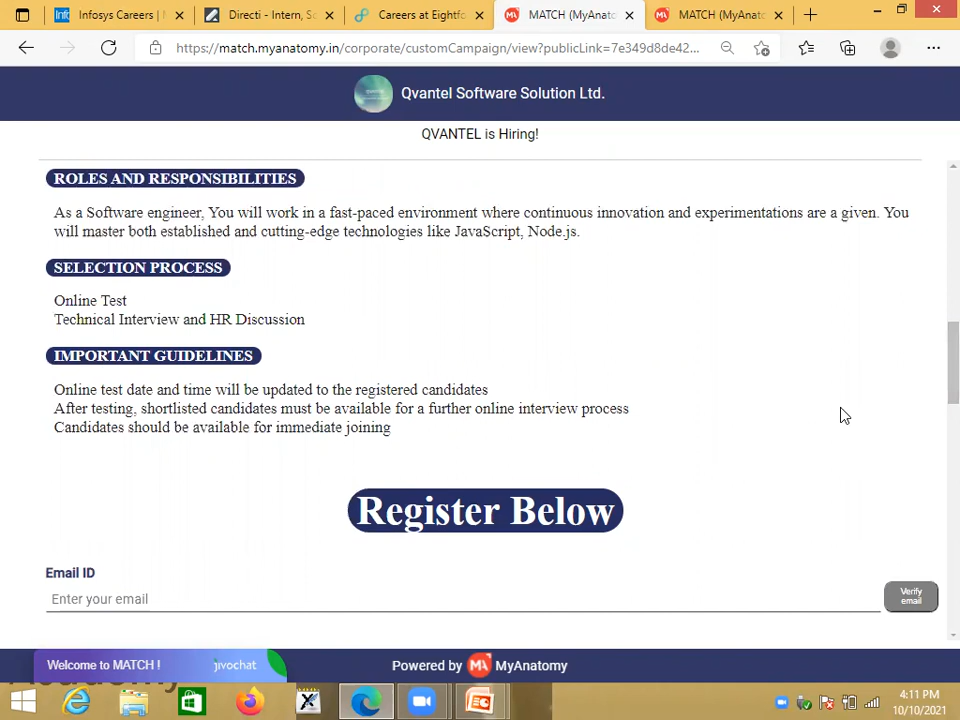 Infosys Careers |
Directi - Intern, Sc
Careers at Eightfo
MATCH (MyAnato
MATCH (MyAnato
https://match.myanatomy.in/corporate/customCampaign/view?publicLink=7e349d8de42...
Qvantel Software Solution Ltd.
QVANTEL is Hiring!
ROLES AND RESPONSIBILITIES
As a Software engineer, You will work in a fast-paced environment where continuous innovation and experimentations are a given. You
will master both established and cutting-edge technologies like JavaScript, Node.js.
SELECTION PROCESS
Online Test
Technical Interview and HR Discussion
IMPORTANT GUIDELINES
Online test date and time will be updated to the registered candidates
After testing, shortlisted candidates must be available for a further online interview process
Candidates should be available for immediate joining
Register Below
Email ID
Enter your email
Verify
email
Welcome to MATCH !
jivochat
Powered by MA MyAnatomy
4:11 PM
10/10/2021